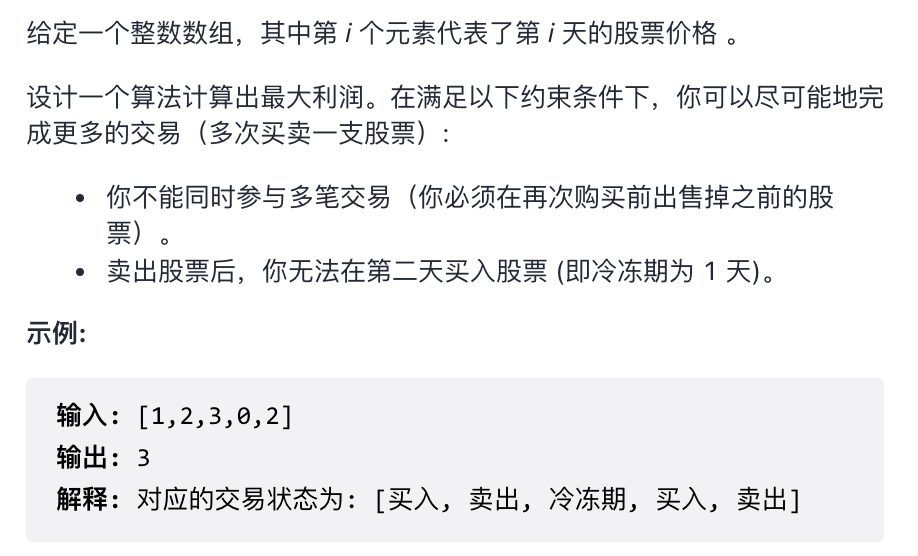 给定一个整数数组，其中第 i 个元素代表了第 i 天的股票价格 。
设计一个算法计算出最大利润。在满足以下约束条件下，你可以尽可能地完
成更多的交易（多次买卖一支股票）:
• 你不能同时参与多笔交易（你必须在再次购买前出售掉之前的股
票）。
• 卖出股票后，你无法在第二天买入股票 (即冷冻期为 1 天)。
示例:
输入: [1,2,3,0,2]
输出: 3
解释: 对应的交易状态为: [买入, 卖出, 冷冻期, 买入, 卖出]